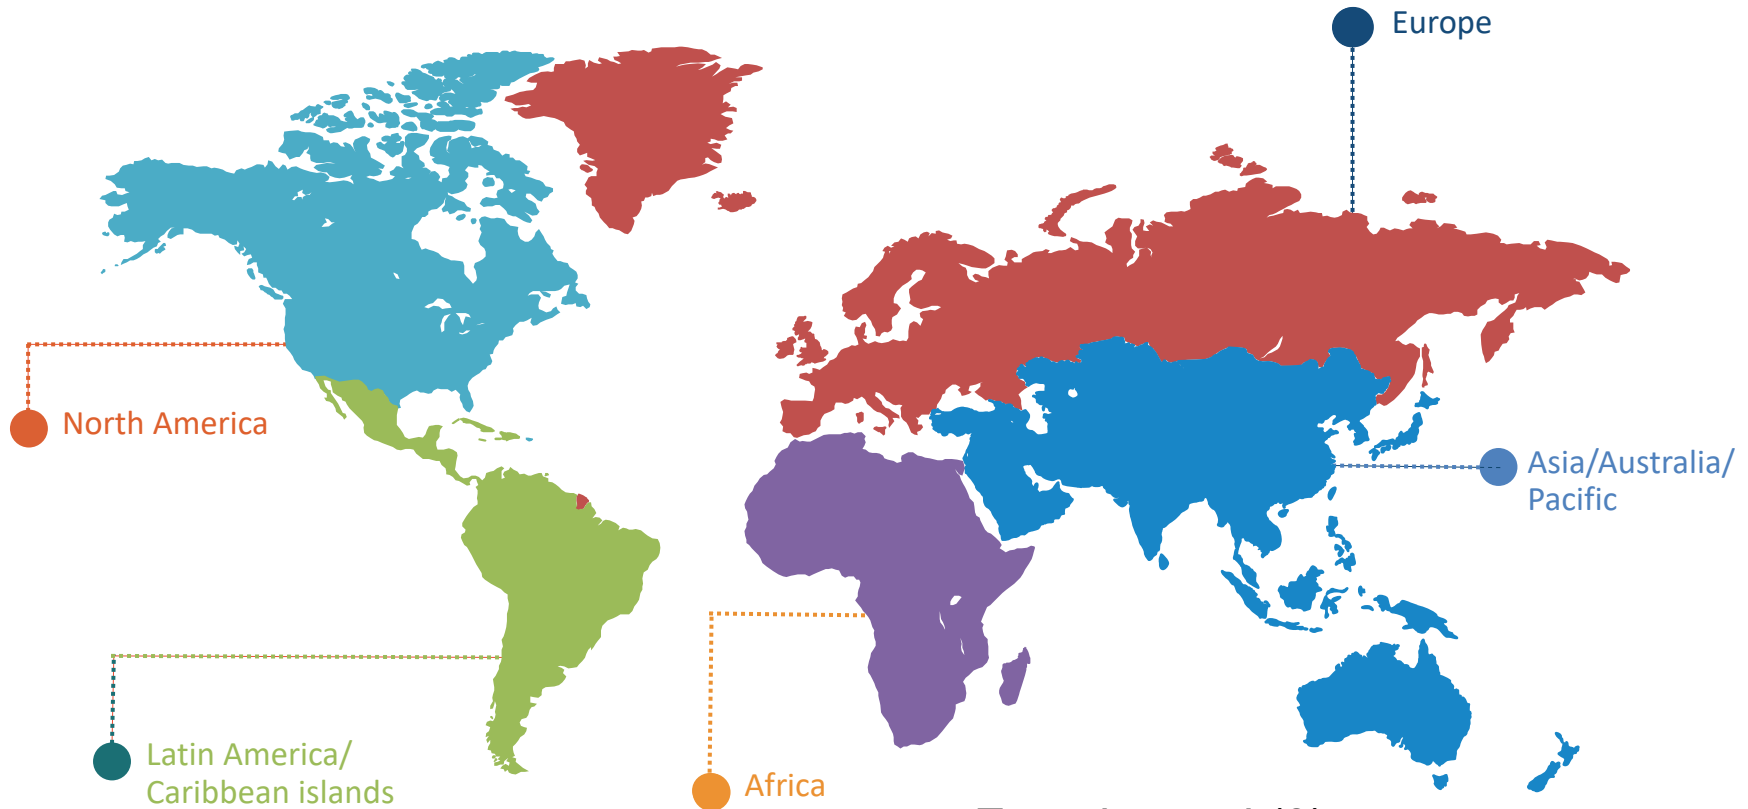 Europe
North America
Asia/Australia/
Pacific
Latin America/
Caribbean islands
Africa